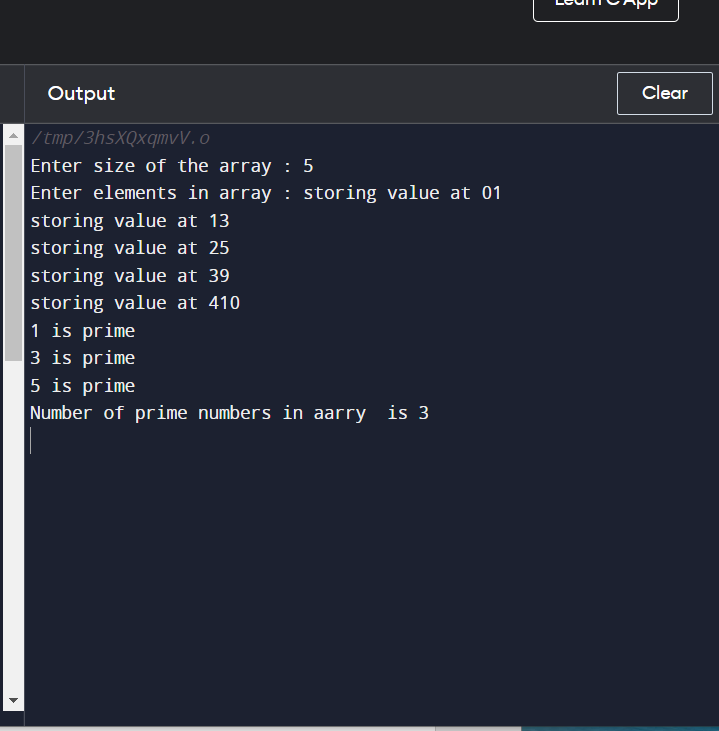 Learn C App
Output
Clear
/tmp/3hsXQxqmvV.o
Enter size of the array : 5
Enter elements in array : storing value at 01
storing value at 13
storing value at 25
storing value at 39
storing value at 410
1 is prime
3 is prime
5 is prime
Number of prime numbers in aarry  is 3